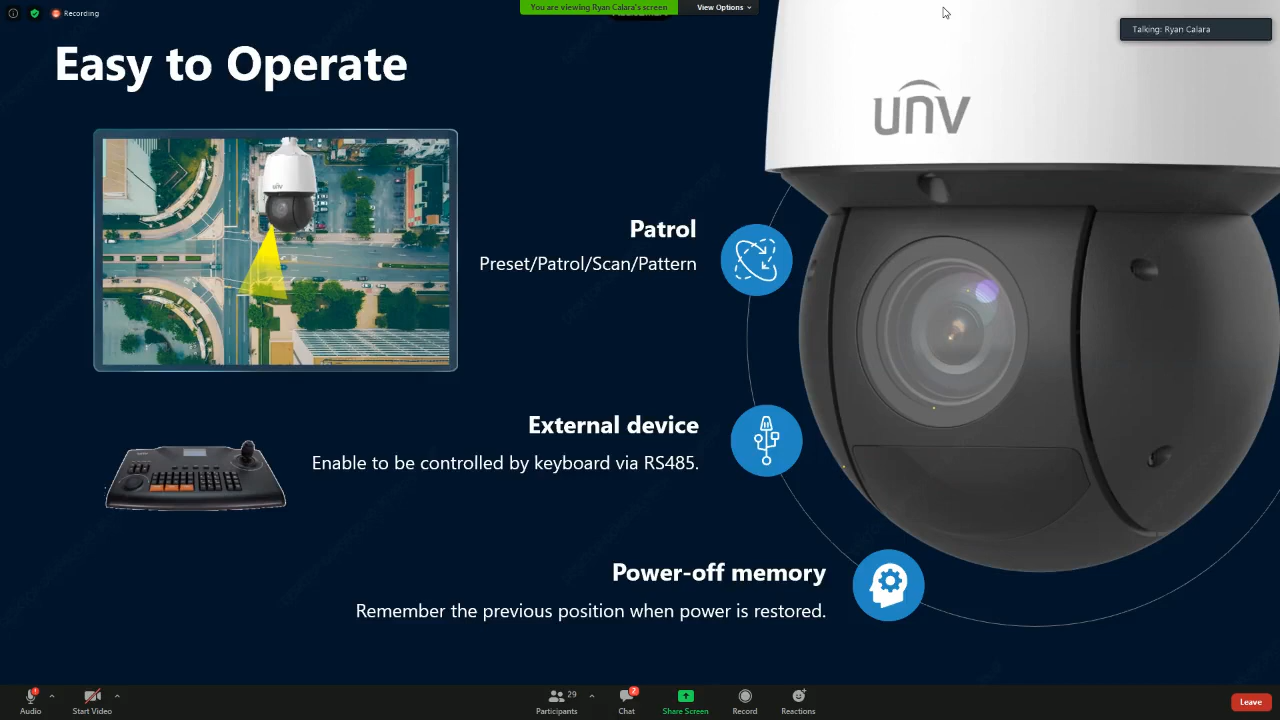 Recording
You are viewing Ryan Calara's screen
View Options
Talking: Ryan Calara
Easy to Operate
unv
unv
Patrol
Preset/Patrol/Scan/Pattern
External device
Enable to be controlled by keyboard via RS485.
Power-off memory
Remember the previous position when power is restored.
Audio
Start Video
29
Participants
2
Chat
Share Screen
Record
Reactions
Leave